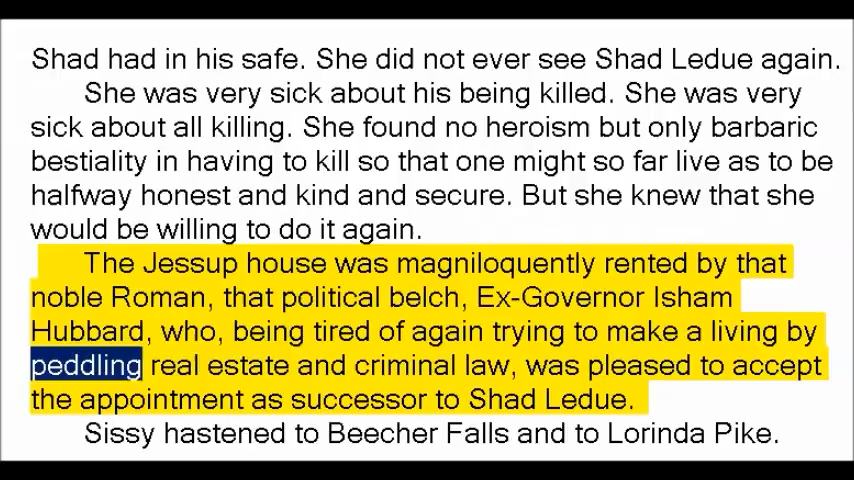 Shad had in his safe. She did not ever see Shad Ledue again.
She was very sick about his being killed. She was very
sick about all killing. She found no heroism but only barbaric
bestiality in having to kill so that one might so far live as to be
halfway honest and kind and secure. But she knew that she
would be willing to do it again.
The Jessup house was magniloquently rented by that
noble Roman, that political belch, Ex-Governor Isham
Hubbard, who, being tired of again trying to make a living by
peddling real estate and criminal law, was pleased to accept
the appointment as successor to Shad Ledue.
Sissy hastened to Beecher Falls and to Lorinda Pike.